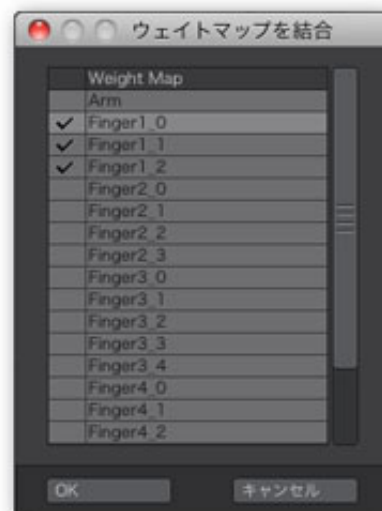 ウェイトマップを結合
Weight Map
Arm
Finger1_0
Finger1_1
Finger1_2
Finger2_0
Finger2_1
Finger2_2
Finger2_3
Finger3_0
Finger3_1
Finger3_2
Finger3_3
Finger3_4
Finger4_0
Finger4_1
Finger4_2
OK
キャンセル